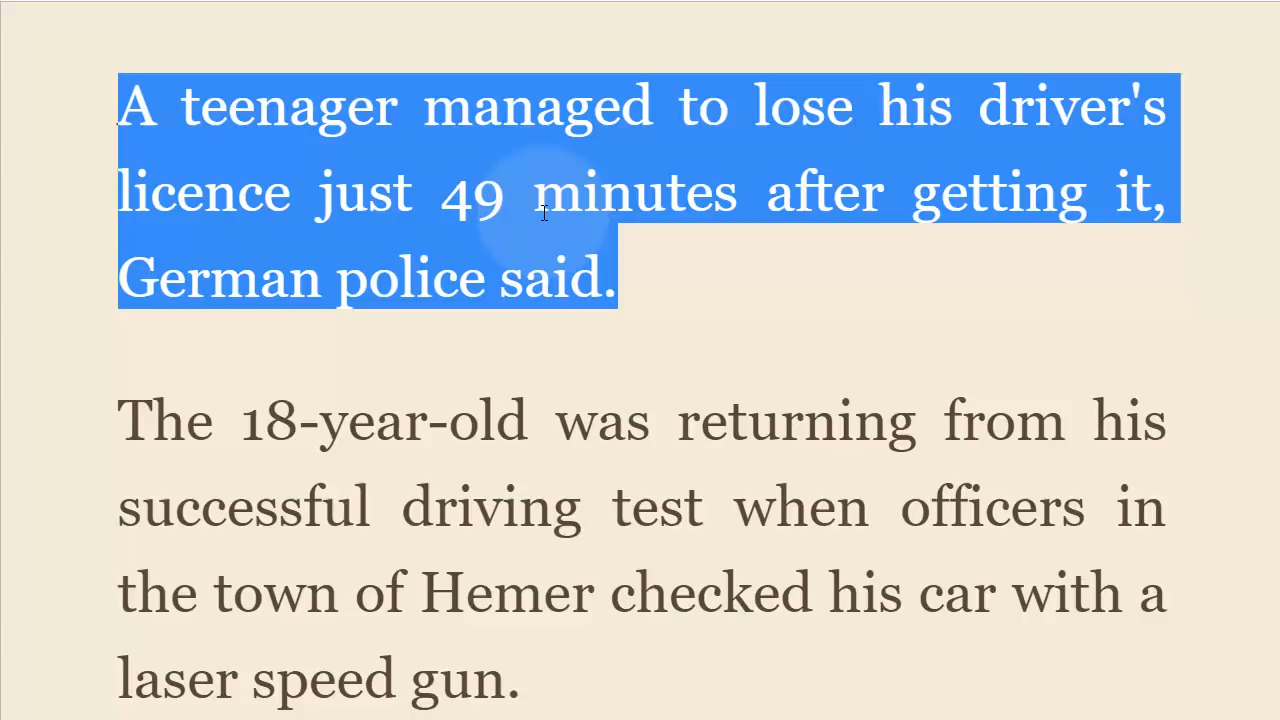 A teenager managed to lose his driver's
licence just 49 minutes after getting it,
German police said.
The 18-year-old was returning from his
successful driving test when officers in
the town of Hemer checked his car with a
laser speed gun.